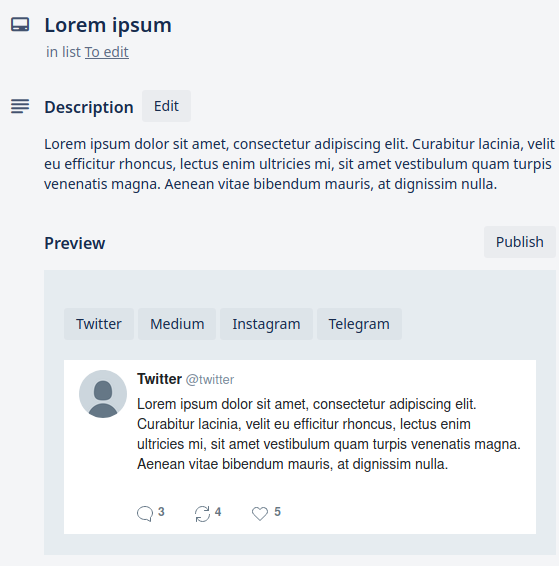 Lorem ipsum
in list To edit
Description Edit
Lorem ipsum dolor sit amet, consectetur adipiscing elit. Curabitur lacinia, velit
eu efficitur rhoncus, lectus enim ultricies mi, sit amet vestibulum quam turpis
venenatis magna. Aenean vitae bibendum mauris, at dignissim nulla.
Preview Publish
Twitter Medium Instagram Telegram
Twitter @twitter
Lorem ipsum dolor sit amet, consectetur adipiscing elit.
Curabitur lacinia, velit eu efficitur rhoncus, lectus enim
ultricies mi, sit amet vestibulum quam turpis venenatis magna.
Aenean vitae bibendum mauris, at dignissim nulla.
3 4 5